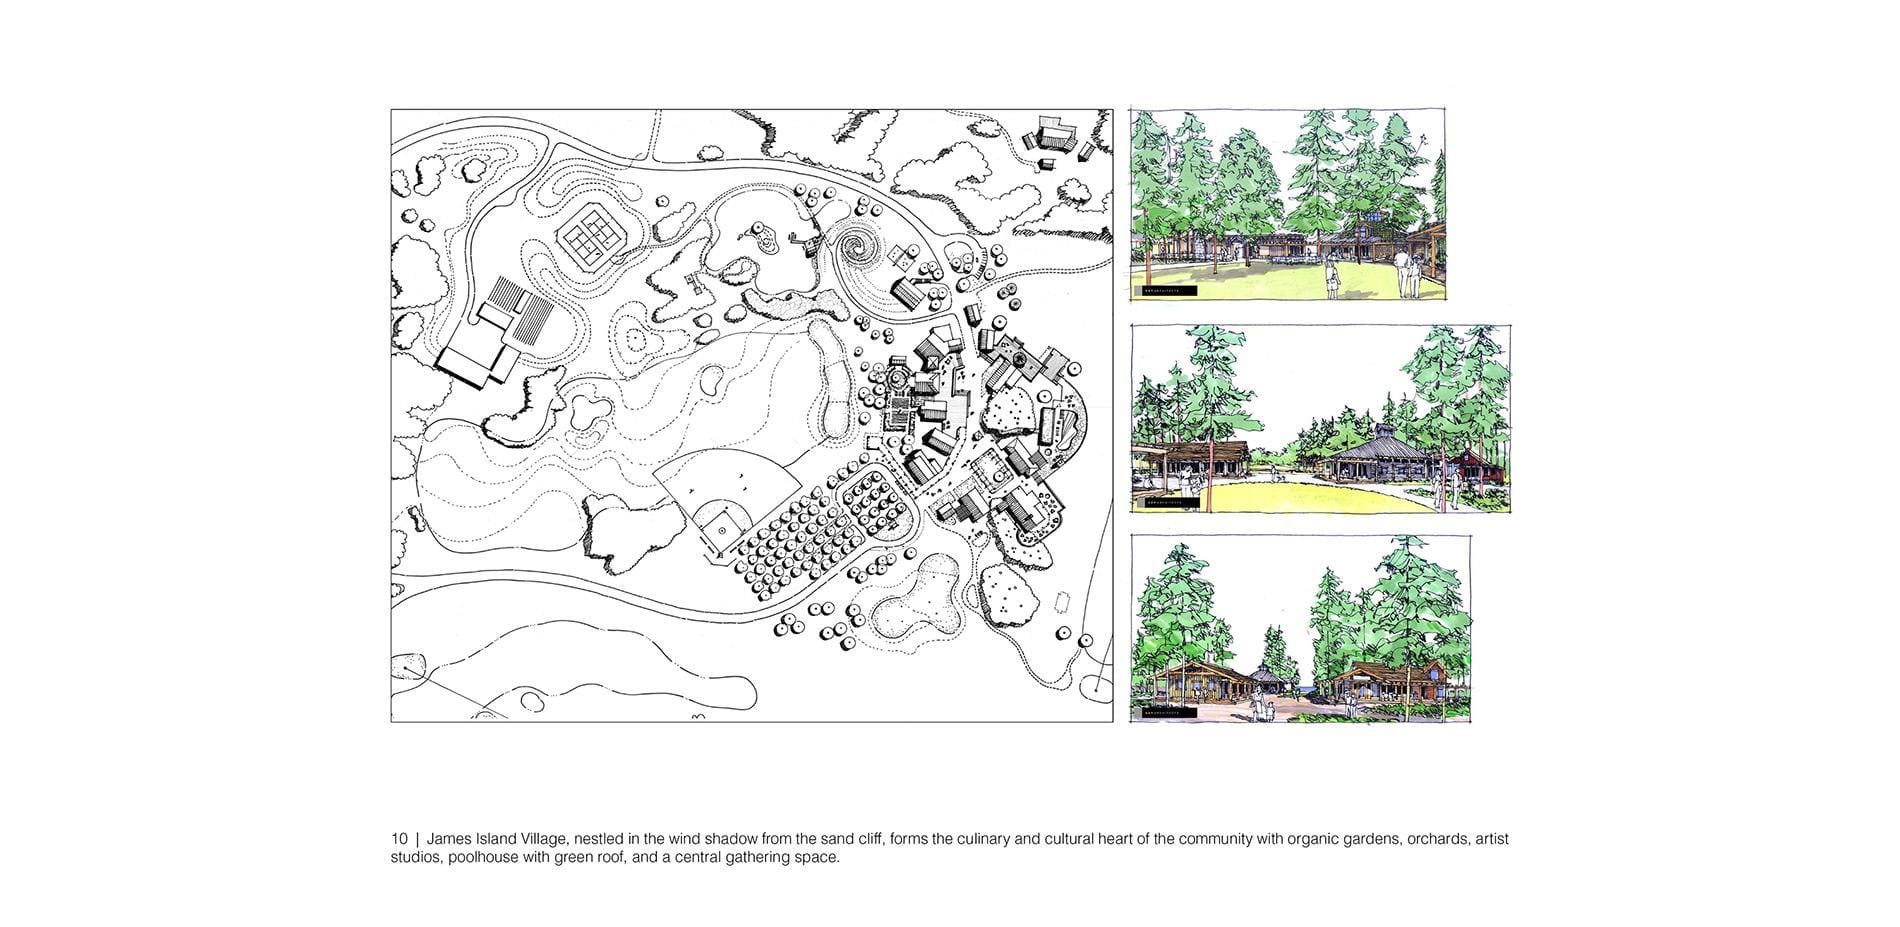 10 | James Island Village, nestled in the wind shadow from the sand cliff, forms the culinary and cultural heart of the community with organic gardens, orchards, artist
studios, poolhouse with green roof, and a central gathering space.